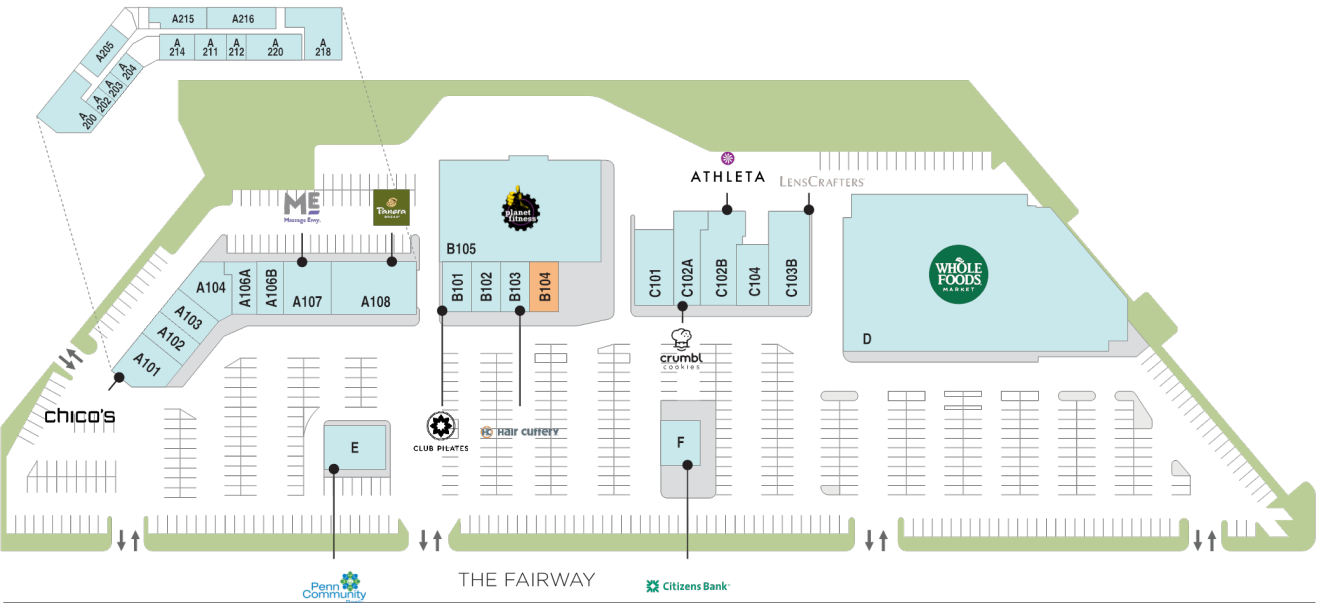 A215
A216
A205
A
214
A
211
A
212
A
220
A
218
A
204
A
203
A
202
A
200
ME
Massage Envy.
Panera
BREAD
planet
fitness
ATHLETA
LENSCRAFTERS
B105
A104
A106A
A106B
A107
A108
A103
A102
A101
B101
B102
B103
B104
C101
C102A
C102B
C104
C103B
WHOLE
FOODS
MARKET
D
crumbl
cookies
chico's
CLUB PILATES
HC Hair Cuttery
E
F
Penn
Community
THE FAIRWAY
Citizens Bank